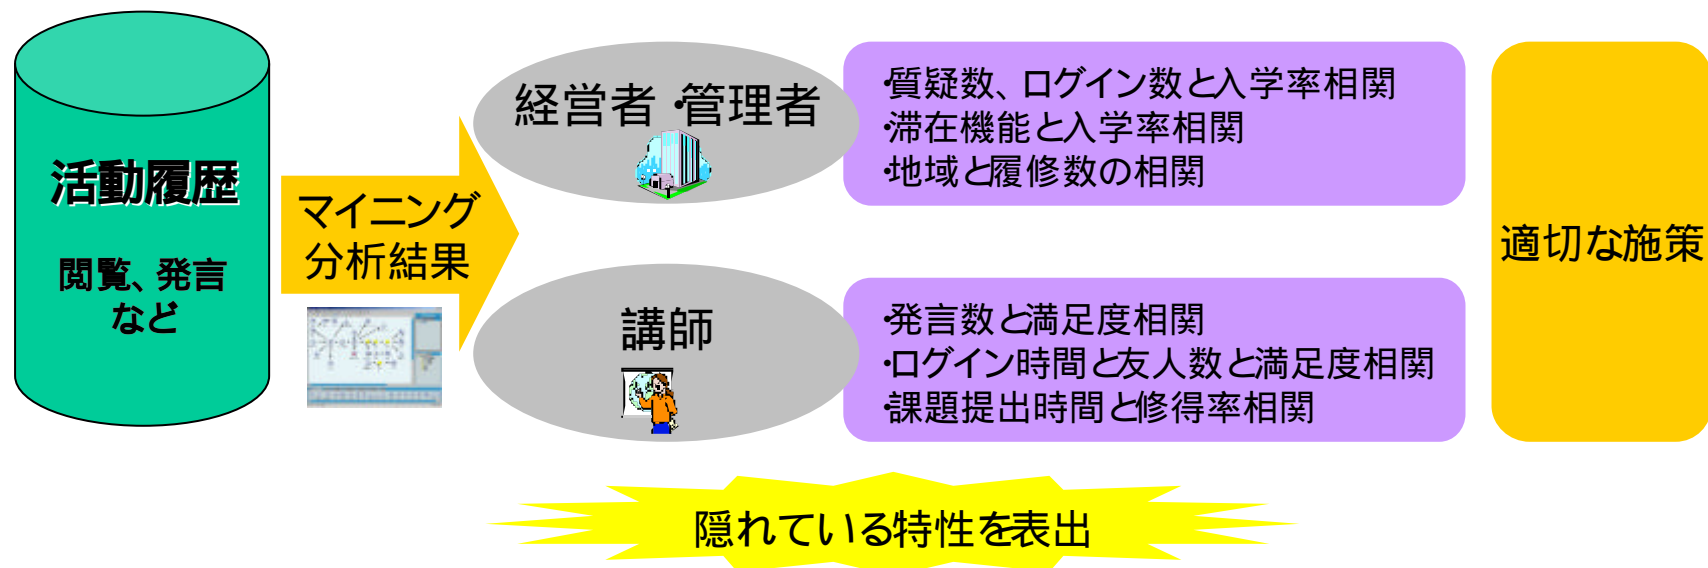 活動履歴
閲覧、発言
など
マイニング
分析結果
経営者・管理者
・質疑数、ログイン数と入学率相関
・滞在機能と入学率相関
・地域と履修数の相関
講師
・発言数と満足度相関
・ログイン時間と友人数と満足度相関
・課題提出時間と修得率相関
適切な施策
隠れている特性を表出